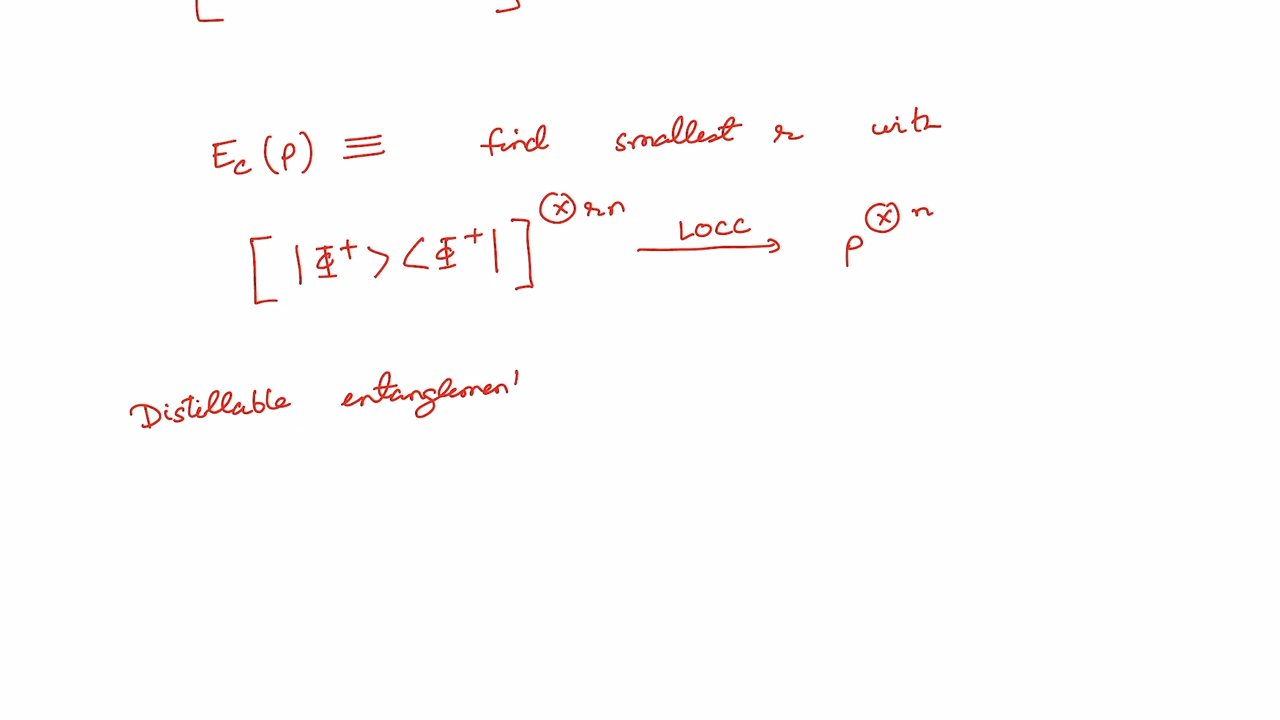 E_c(ρ) ≡ find smallest r with
[|Φ⁺><Φ⁺|]^{⊗ rn} LOCC → ρ^{⊗ n}
Distillable entanglemen